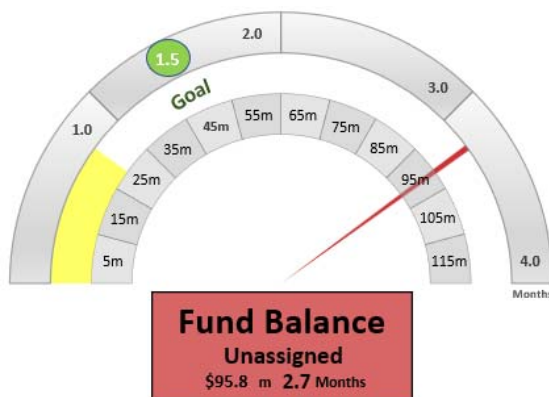 2.0
1.5
3.0
Goal
1.0
55m
65m
45m
75m
35m
85m
25m
95m
15m
105m
5m
115m
4.0
Months
Fund Balance
Unassigned
$95.8 m 2.7 Months